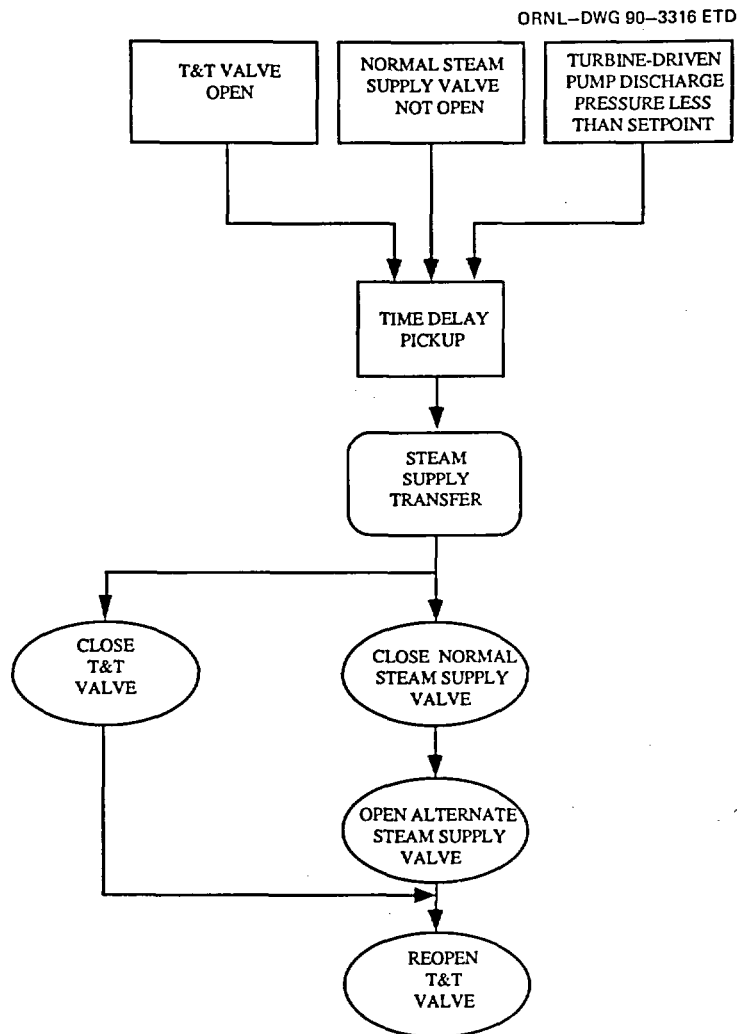 ORNL–DWG 90–3316 ETD
T&T VALVE
OPEN
NORMAL STEAM
SUPPLY VALVE
NOT OPEN
TURBINE-DRIVEN
PUMP DISCHARGE
PRESSURE LESS
THAN SETPOINT
TIME DELAY
PICKUP
STEAM
SUPPLY
TRANSFER
CLOSE
T&T
VALVE
CLOSE NORMAL
STEAM SUPPLY
VALVE
OPEN ALTERNATE
STEAM SUPPLY
VALVE
REOPEN
T&T
VALVE